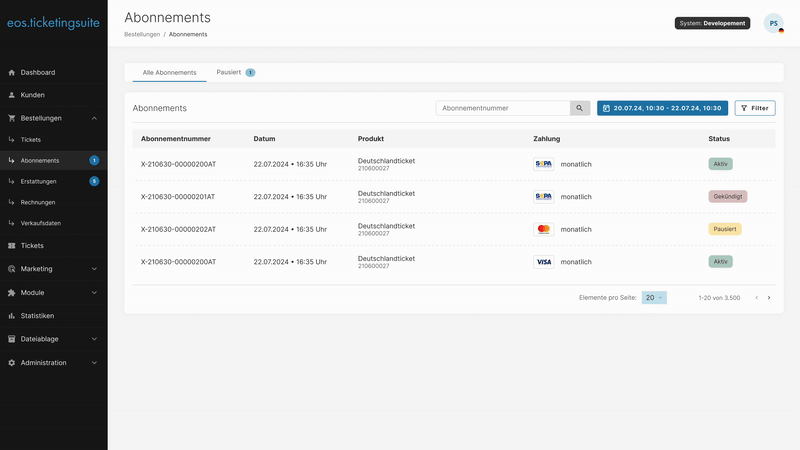 eos.ticketingsuite
Dashboard
Kunden
Bestellungen
Tickets
Abonnements 1
Erstattungen 5
Rechnungen
Verkaufsdaten
Tickets
Marketing
Module
Statistiken
Dateiablage
Administration
Abonnements
Bestellungen / Abonnements
System: Developement
PS
Alle Abonnements Pausiert 1
Abonnements Abonnementnummer 20.07.24, 10:30 - 22.07.24, 10:30 Filter
Abonnementnummer Datum Produkt Zahlung Status
X-210630-00000200AT 22.07.2024 • 16:35 Uhr Deutschlandticket SEPA monatlich Aktiv
210600027
X-210630-00000201AT 22.07.2024 • 16:35 Uhr Deutschlandticket SEPA monatlich Gekündigt
210600027
X-210630-00000202AT 22.07.2024 • 16:35 Uhr Deutschlandticket monatlich Pausiert
210600027
X-210630-00000200AT 22.07.2024 • 16:35 Uhr Deutschlandticket VISA monatlich Aktiv
210600027
Elemente pro Seite: 20 1-20 von 3.500